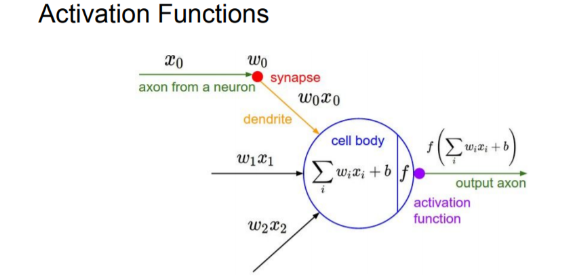 Activation Functions
x₀
w₀
axon from a neuron
synapse
w₀x₀
dendrite
cell body
f(∑ᵢ wᵢxᵢ + b)
w₁x₁
∑ᵢ wᵢxᵢ + b
f
output axon
activation
function
w₂x₂